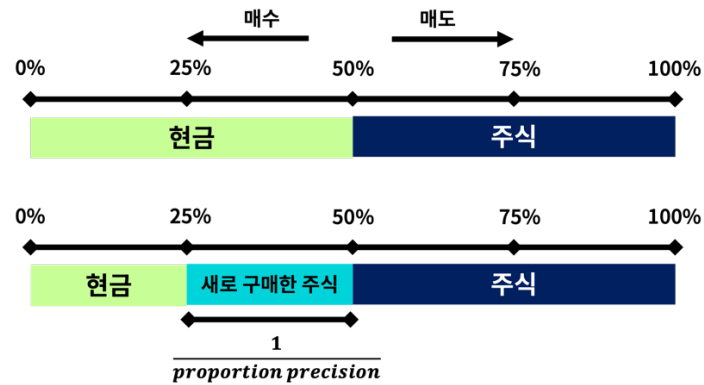 매수 매도
0% 25% 50% 75% 100%
현금 주식
0% 25% 50% 75% 100%
현금 새로 구매한 주식 주식
1
proportion precision